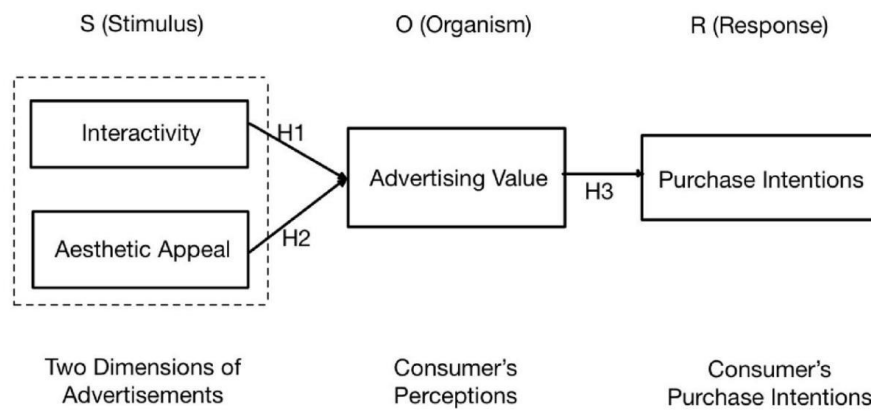 S (Stimulus)
O (Organism)
R (Response)
Interactivity
H1
Advertising Value
H3
Purchase Intentions
Aesthetic Appeal
H2
Two Dimensions of
Advertisements
Consumer’s
Perceptions
Consumer’s
Purchase Intentions